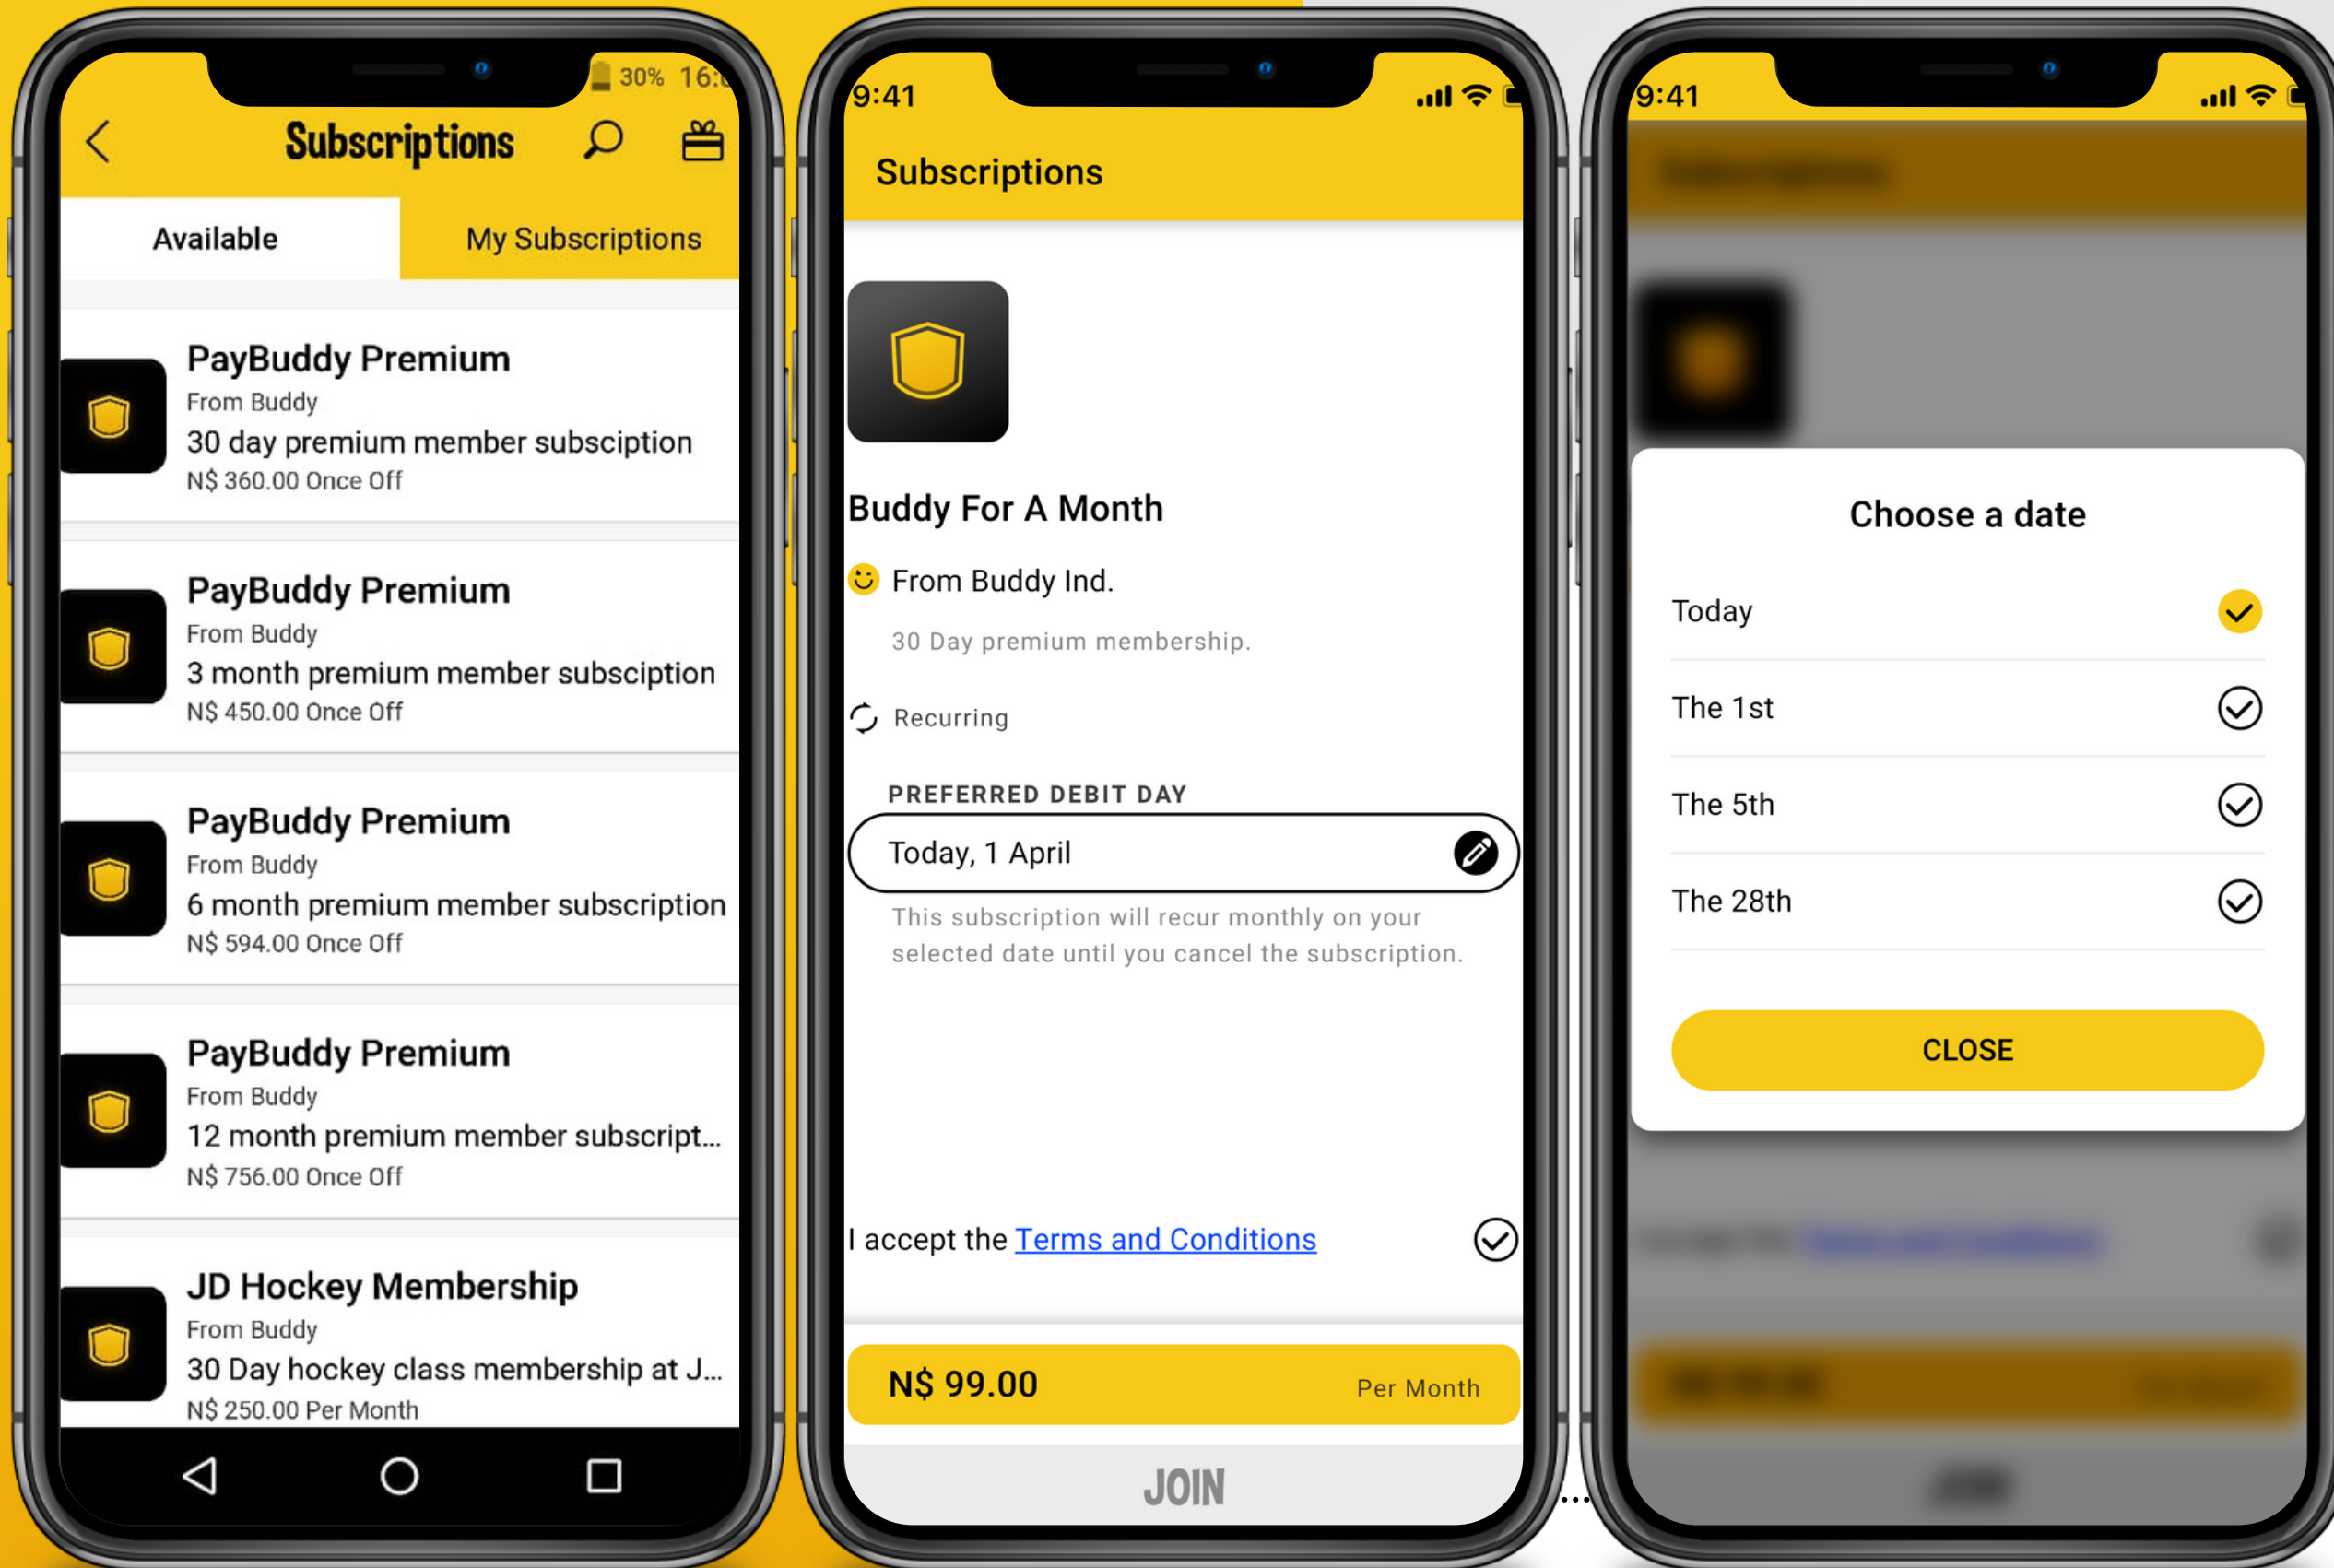 30%
Subscriptions
Available
My Subscriptions
PayBuddy Premium
From Buddy
30 day premium member subsciption
N$ 360.00 Once Off
PayBuddy Premium
From Buddy
3 month premium member subsciption
N$ 450.00 Once Off
PayBuddy Premium
From Buddy
6 month premium member subscription
N$ 594.00 Once Off
PayBuddy Premium
From Buddy
12 month premium member subscript...
N$ 756.00 Once Off
JD Hockey Membership
From Buddy
30 Day hockey class membership at J...
N$ 250.00 Per Month
9:41
Subscriptions
Buddy For A Month
From Buddy Ind.
30 Day premium membership.
Recurring
PREFERRED DEBIT DAY
Today, 1 April
This subscription will recur monthly on your
selected date until you cancel the subscription.
I accept the Terms and Conditions
N$ 99.00 Per Month
JOIN
...
9:41
Choose a date
Today
The 1st
The 5th
The 28th
CLOSE